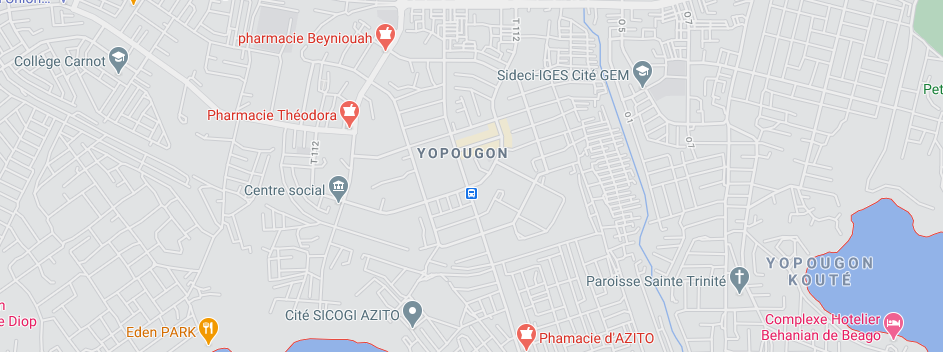 Union...
pharmacie Beyniouah
T 112
O 5
Collège Carnot
Sideci-IGES Cité GEM
O 7
Pet
Pharmacie Théodora
O 1
O 7
T-112
YOPOUGON
Centre social
YOPOUGON
KOUTÉ
Paroisse Sainte Trinité
Cité SICOGI AZITO
n
e Diop
Eden PARK
Phamacie d'AZITO
Complexe Hotelier
Behanian de Beago